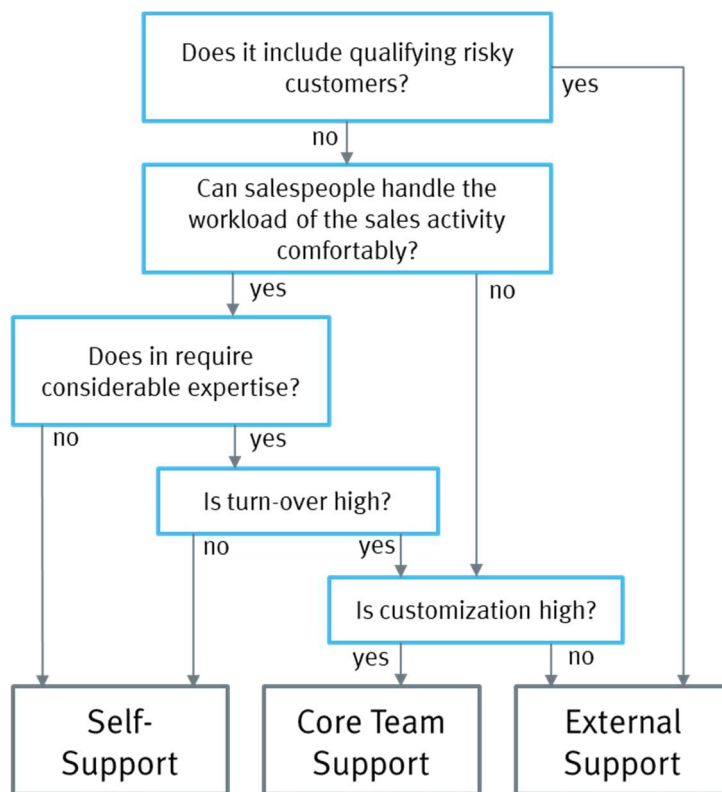 Does it include qualifying risky
customers?
yes
no
Can salespeople handle the
workload of the sales activity
comfortably?
yes
no
Does in require
considerable expertise?
no
yes
Is turn-over high?
no
yes
Is customization high?
yes
no
Self-
Support
Core Team
Support
External
Support